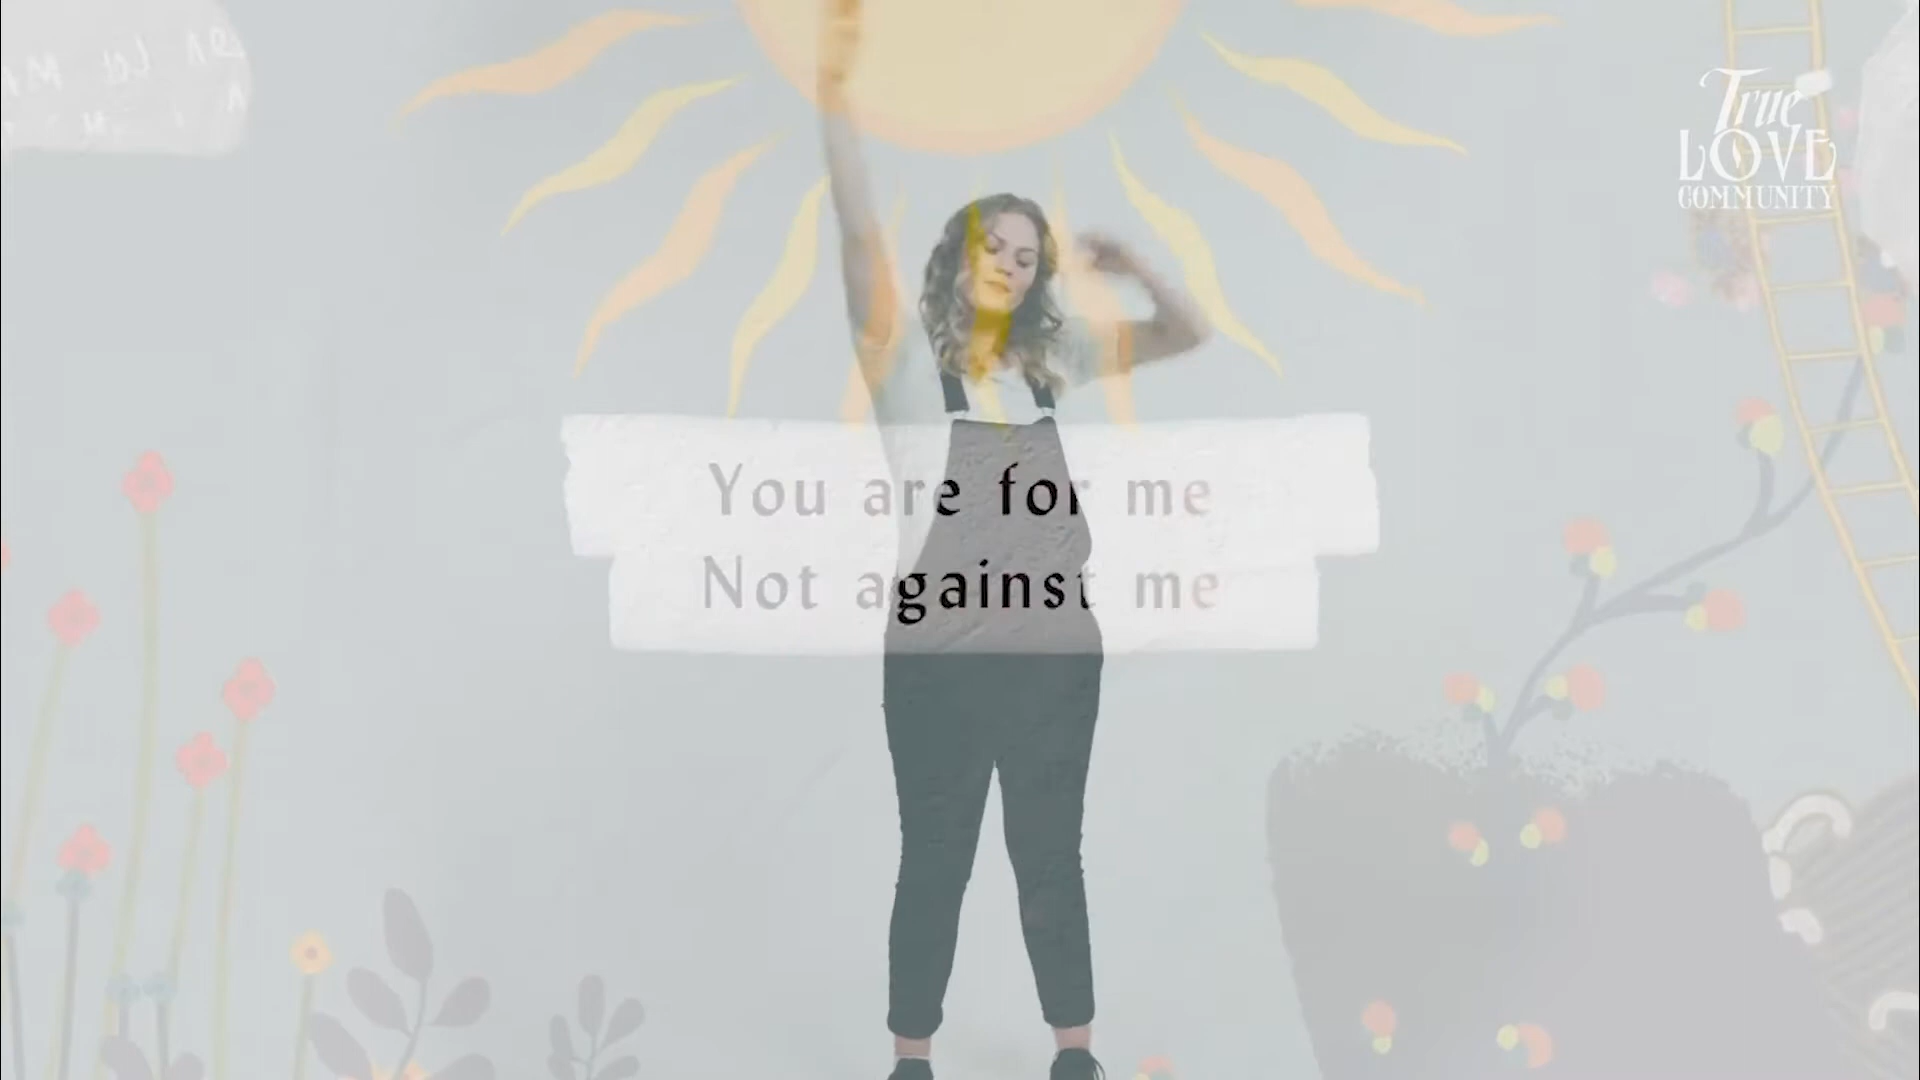 True
LOVE
COMMUNITY
You are for me
Not against me